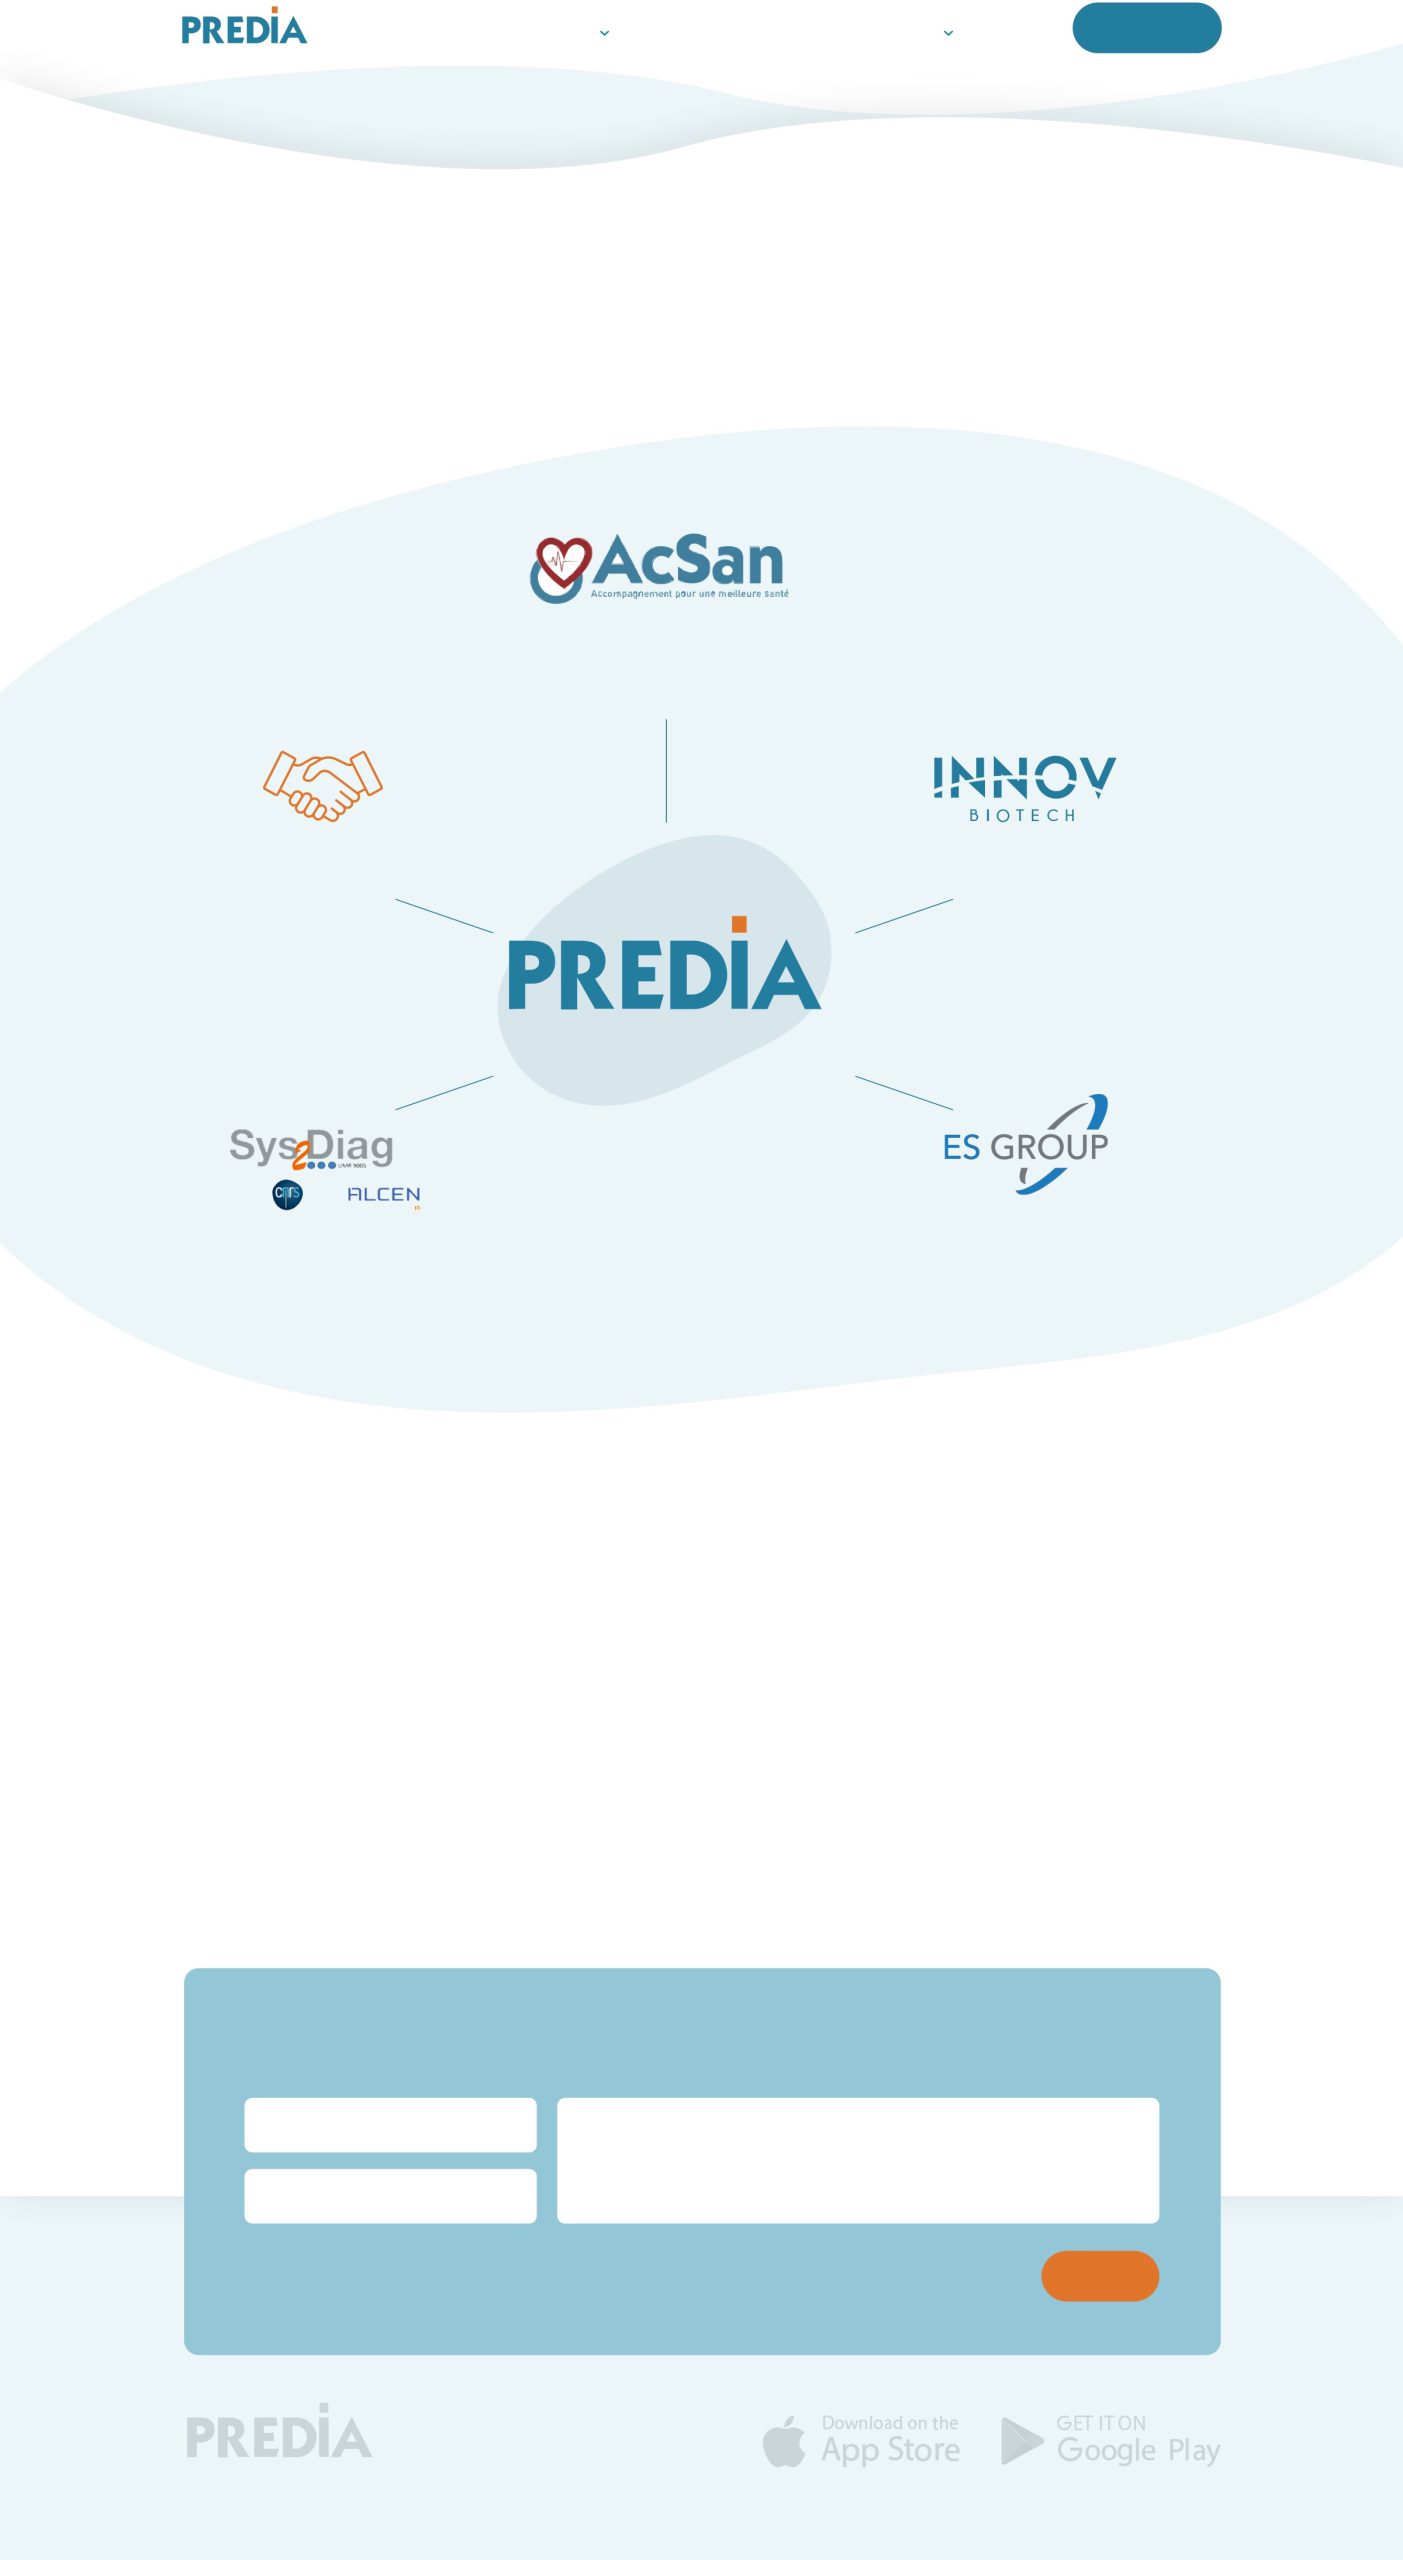 PREDIA
AcSan
Accompagnement pour une meilleure santé
INNOV
BIOTECH
PREDIA
Sys2Diag
UMR 9005
cnrs
ALCEN
ES GROUP
PREDIA
Download on the
App Store
GET IT ON
Google Play